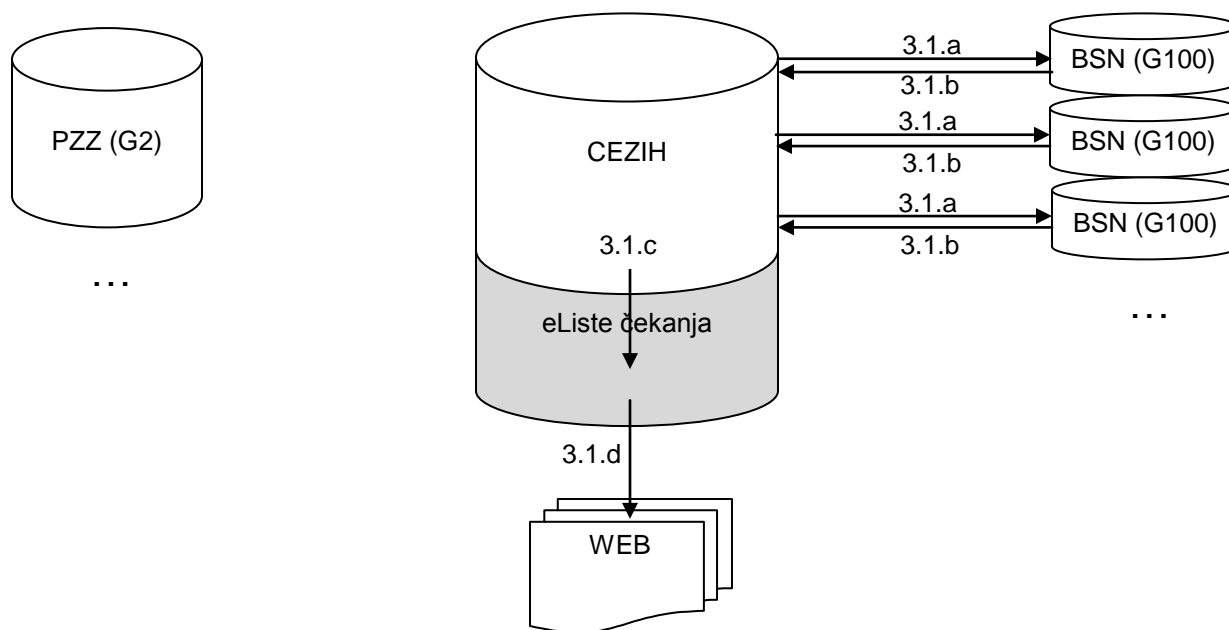 3.1.a
BSN (G100)
3.1.b
PZZ (G2)
CEZIH
3.1.a
BSN (G100)
3.1.b
3.1.a
BSN (G100)
3.1.b
3.1.c
...
eListe čekanja
...
3.1.d
WEB